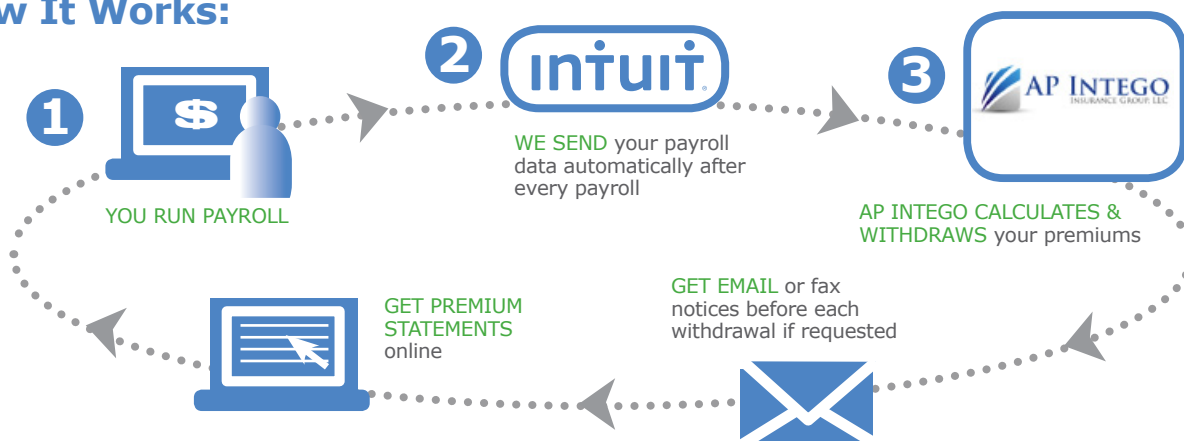 w It Works:
1
$
YOU RUN PAYROLL
2
intuit.
WE SEND your payroll
data automatically after
every payroll
3
AP INTEGO
INSURANCE GROUP, LLC
AP INTEGO CALCULATES &
WITHDRAWS your premiums
GET EMAIL or fax
notices before each
withdrawal if requested
GET PREMIUM
STATEMENTS
online